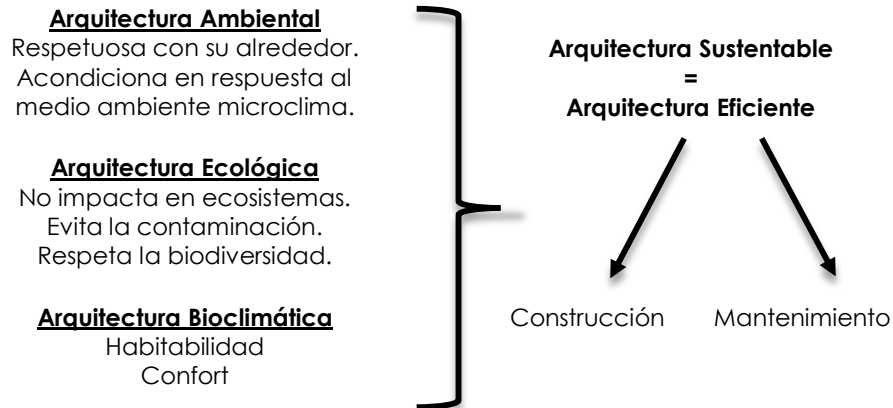 Arquitectura Ambiental
Respetuosa con su alrededor.
Acondiciona en respuesta al
medio ambiente microclima.
Arquitectura Ecológica
No impacta en ecosistemas.
Evita la contaminación.
Respeta la biodiversidad.
Arquitectura Bioclimática
Habitabilidad
Confort
Arquitectura Sustentable
=
Arquitectura Eficiente
Construcción
Mantenimiento